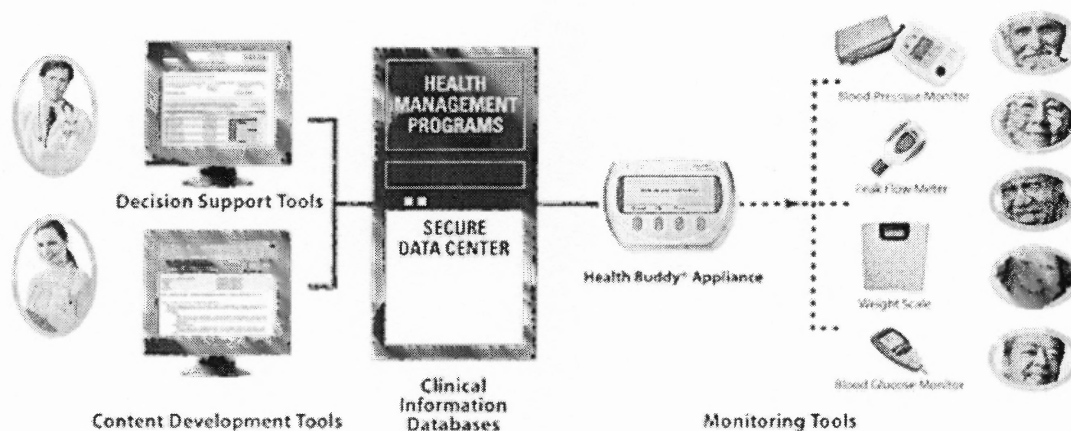 HEALTH
MANAGEMENT
PROGRAMS
Decision Support Tools
SECURE
DATA CENTER
Content Development Tools
Clinical
Information
Databases
Health Buddy® Appliance
Blood Pressure Monitor
Peak Flow Meter
Weight Scale
Blood Glucose Monitor
Monitoring Tools